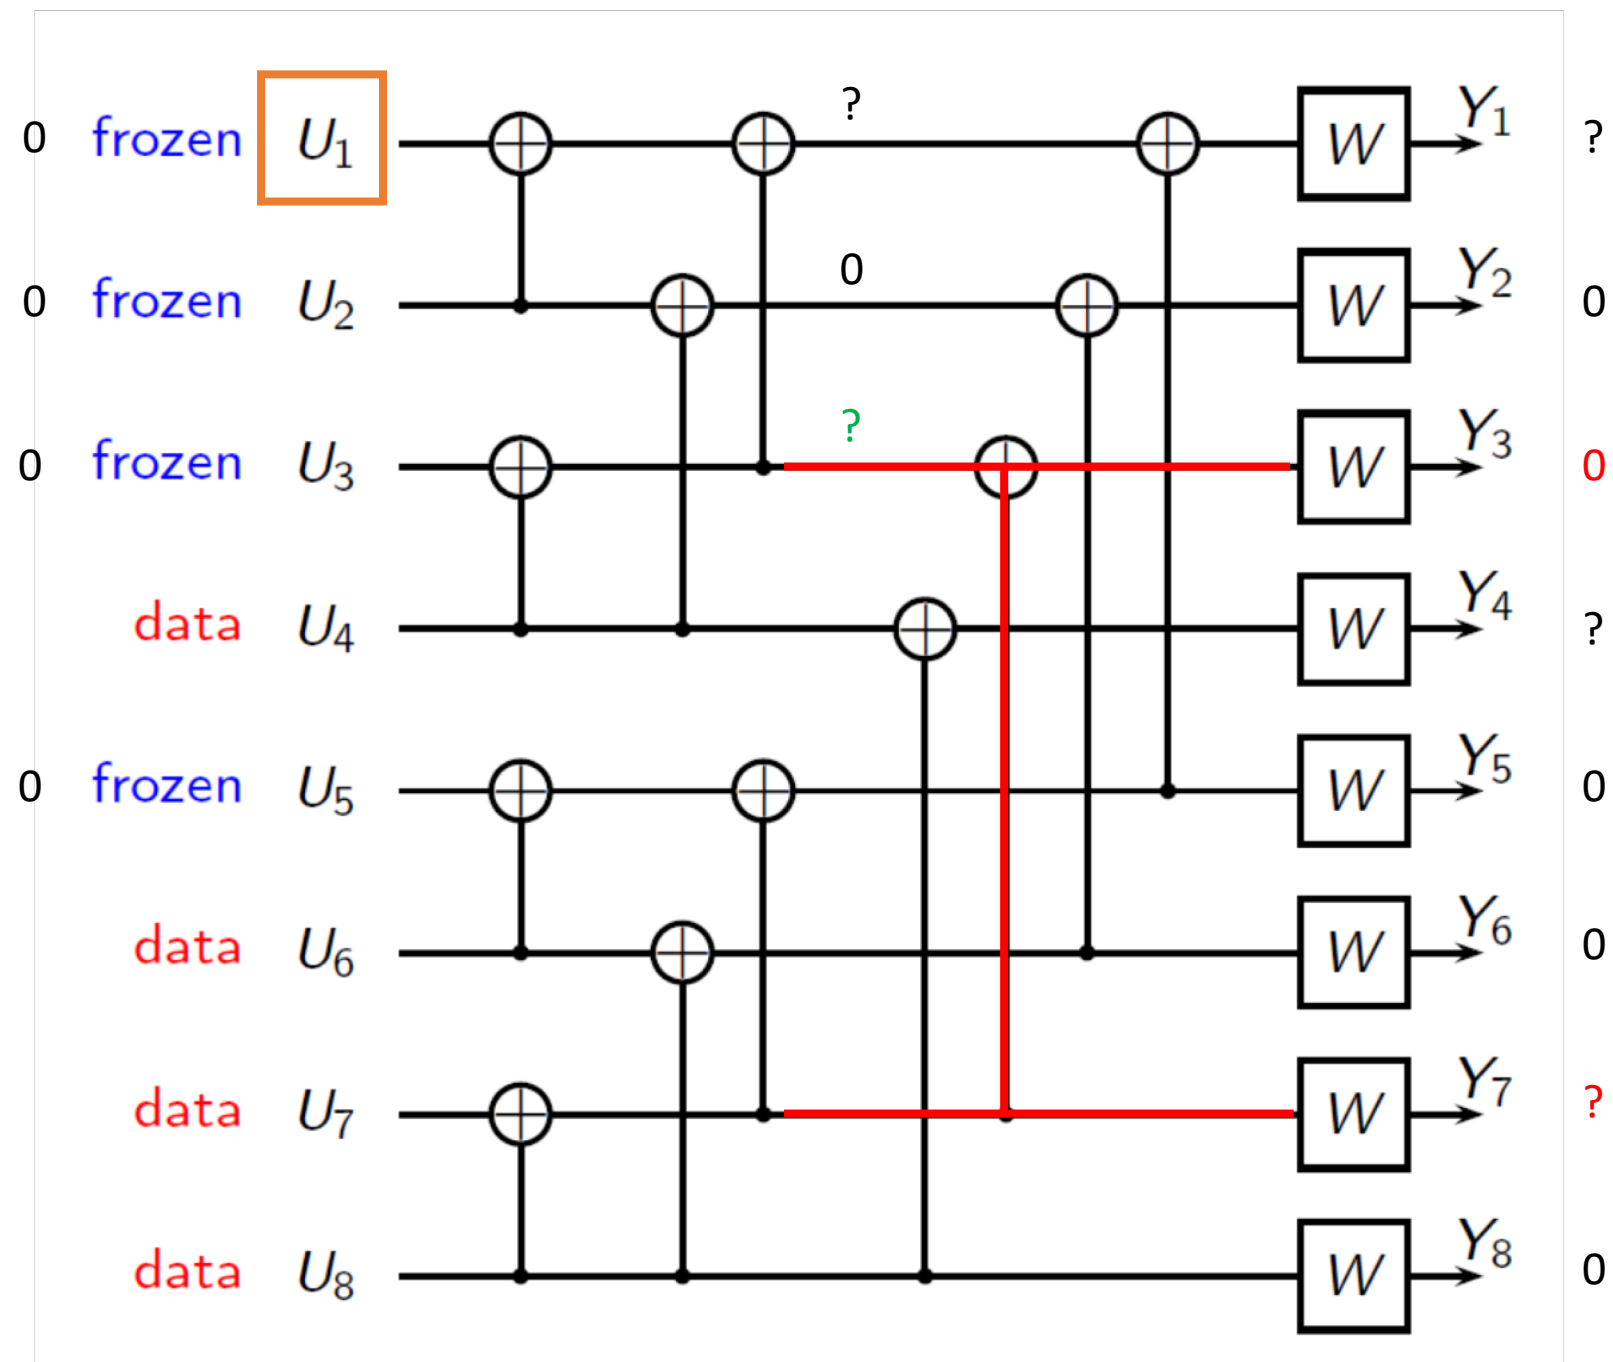 ?
0 frozen U₁ W Y₁ ?
0
0 frozen U₂ W Y₂ 0
?
0 frozen U₃ W Y₃ 0
data U₄ W Y₄ ?
0 frozen U₅ W Y₅ 0
data U₆ W Y₆ 0
data U₇ W Y₇ ?
data U₈ W Y₈ 0